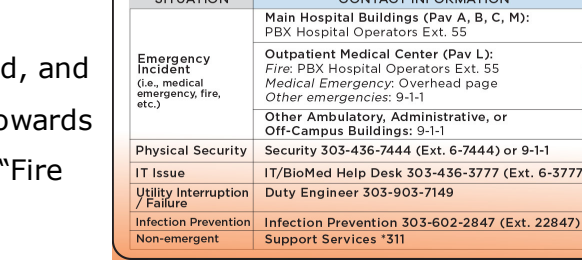 SITUATION CONTACT INFORMATION
d, and
owards
“Fire
Emergency
Incident
(i.e., medical
emergency, fire,
etc.)
Main Hospital Buildings (Pav A, B, C, M):
PBX Hospital Operators Ext. 55
Outpatient Medical Center (Pav L):
Fire: PBX Hospital Operators Ext. 55
Medical Emergency: Overhead page
Other emergencies: 9-1-1
Other Ambulatory, Administrative, or
Off-Campus Buildings: 9-1-1
Physical Security Security 303-436-7444 (Ext. 6-7444) or 9-1-1
IT Issue IT/BioMed Help Desk 303-436-3777 (Ext. 6-3777
Utility Interruption
/ Failure
Duty Engineer 303-903-7149
Infection Prevention Infection Prevention 303-602-2847 (Ext. 22847)
Non-emergent Support Services *311